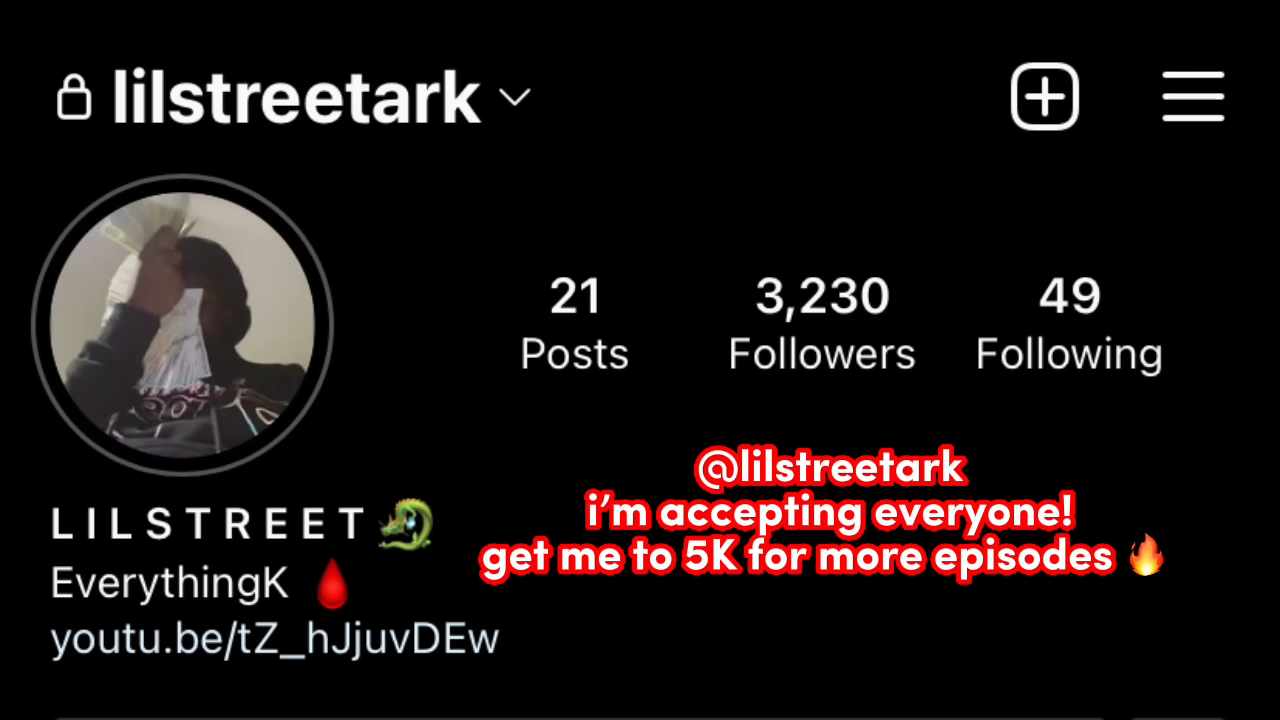 lilstreetark
21 3,230 49
Posts Followers Following
@lilstreetark
i'm accepting everyone!
get me to 5K for more episodes 🔥
L I L S T R E E T 🐉
EverythingK 🩸
youtu.be/tZ_hJjuvDEw